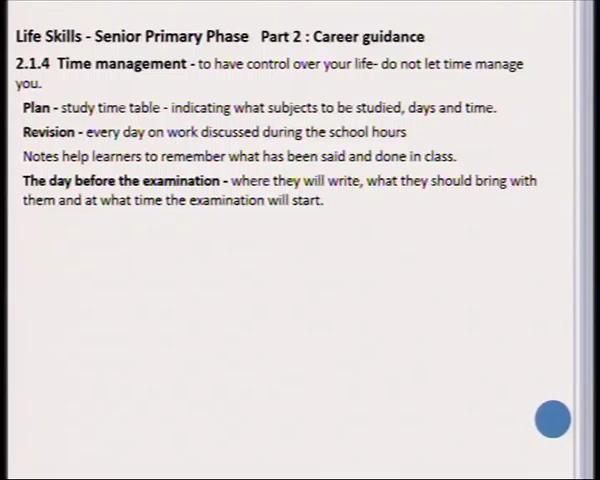 Life Skills - Senior Primary Phase Part 2 : Career guidance
2.1.4 Time management - to have control over your life- do not let time manage
you.
Plan - study time table - indicating what subjects to be studied, days and time.
Revision - every day on work discussed during the school hours
Notes help learners to remember what has been said and done in class.
The day before the examination - where they will write, what they should bring with
them and at what time the examination will start.